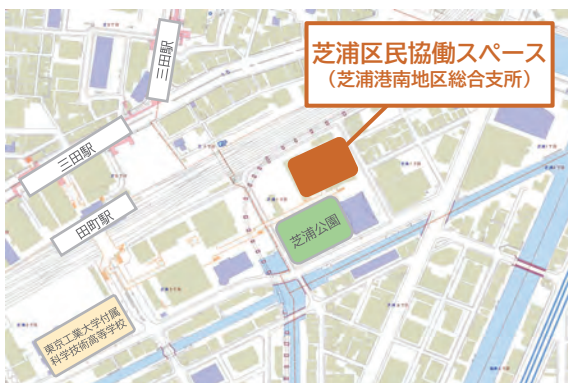 芝浦区民協働スペース
（芝浦港南地区総合支所）
三田駅
三田駅
田町駅
芝浦公園
東京工業大学付属
科学技術高等学校